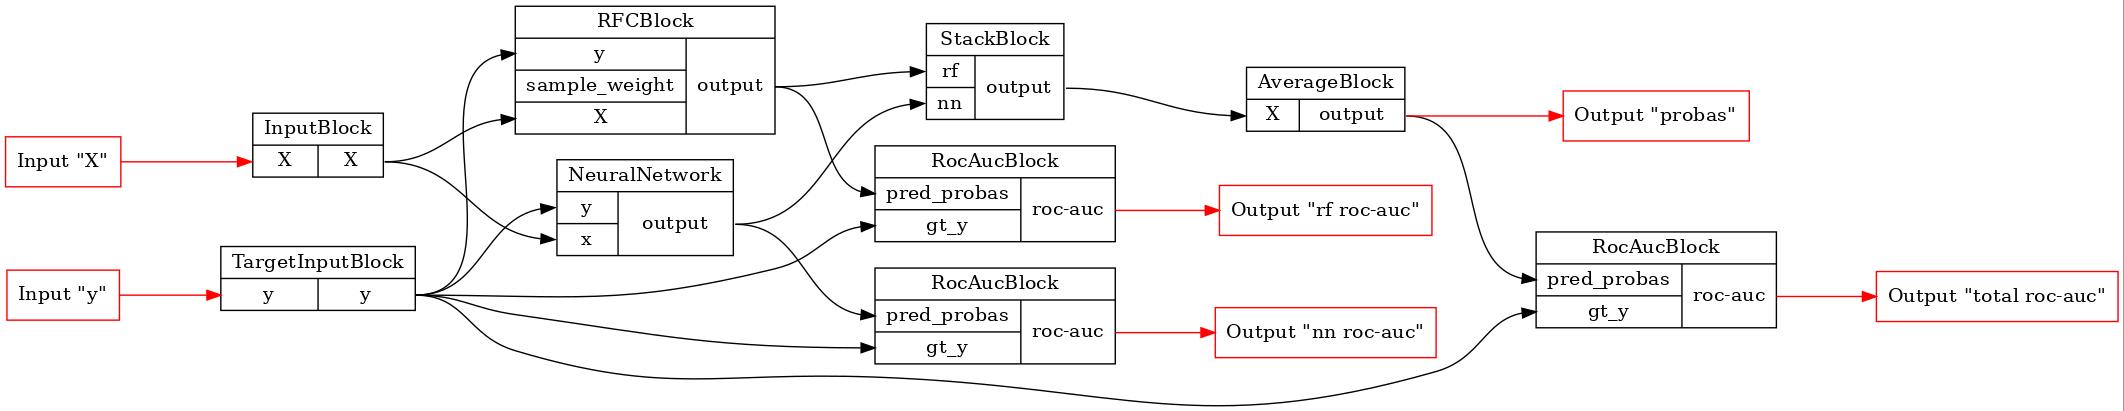 Input "X"
InputBlock
X X
Input "y"
TargetInputBlock
y y
RFCBlock
y
sample_weight
X
output
NeuralNetwork
y
x
output
StackBlock
rf
nn
output
RocAucBlock
pred_probas
gt_y
roc-auc
RocAucBlock
pred_probas
gt_y
roc-auc
AverageBlock
X output
Output "rf roc-auc"
Output "nn roc-auc"
Output "probas"
RocAucBlock
pred_probas
gt_y
roc-auc
Output "total roc-auc"